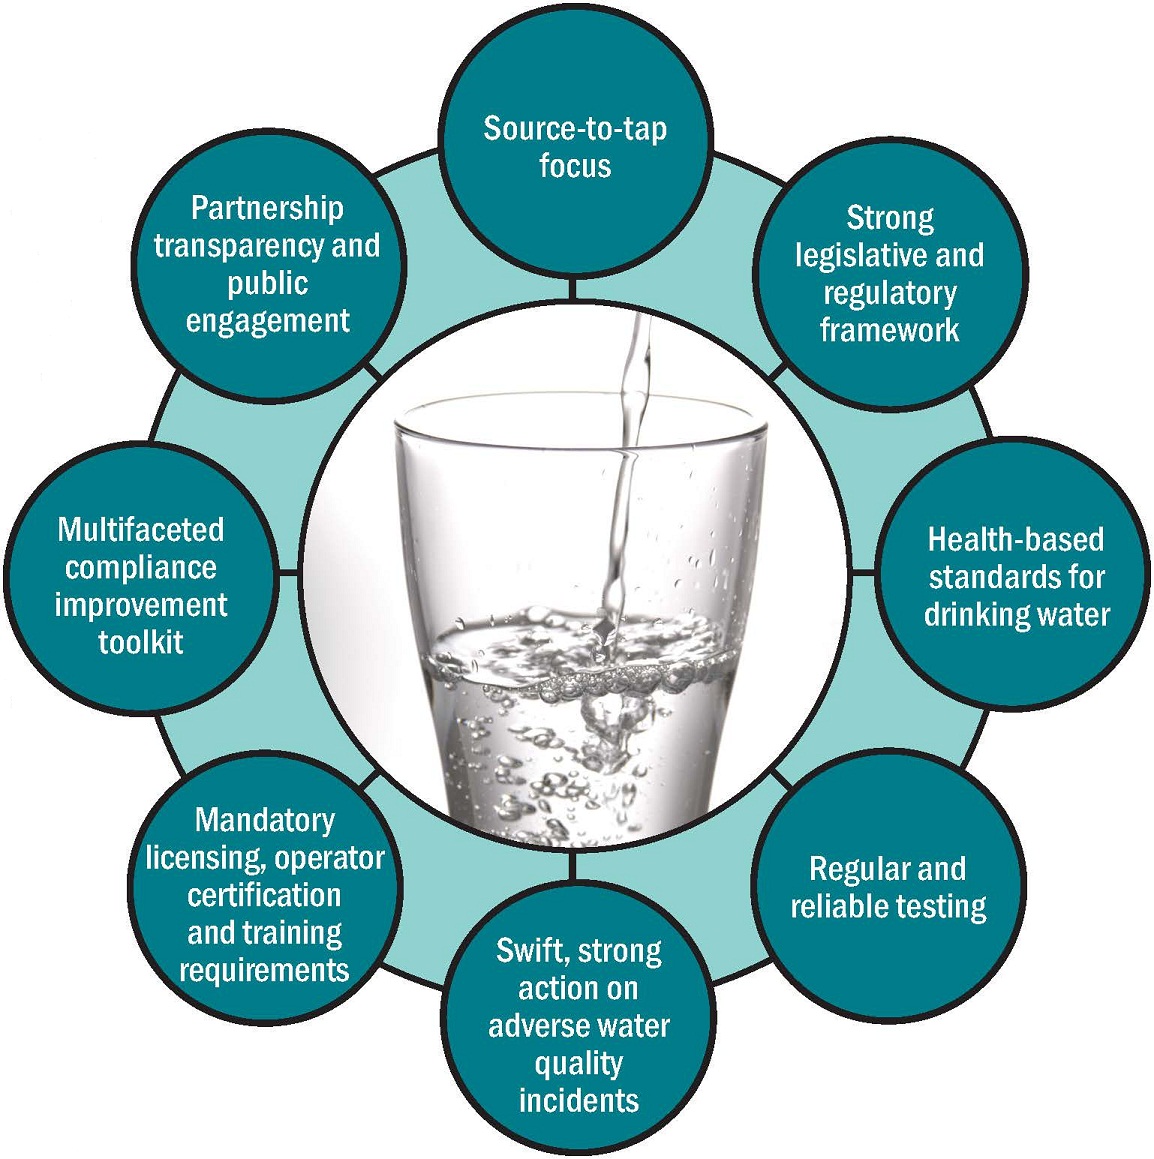 Source-to-tap
focus
Strong
legislative and
regulatory
framework
Health-based
standards for
drinking water
Regular and
reliable testing
Swift, strong
action on
adverse water
quality
incidents
Mandatory
licensing, operator
certification
and training
requirements
Multifaceted
compliance
improvement
toolkit
Partnership
transparency and
public
engagement